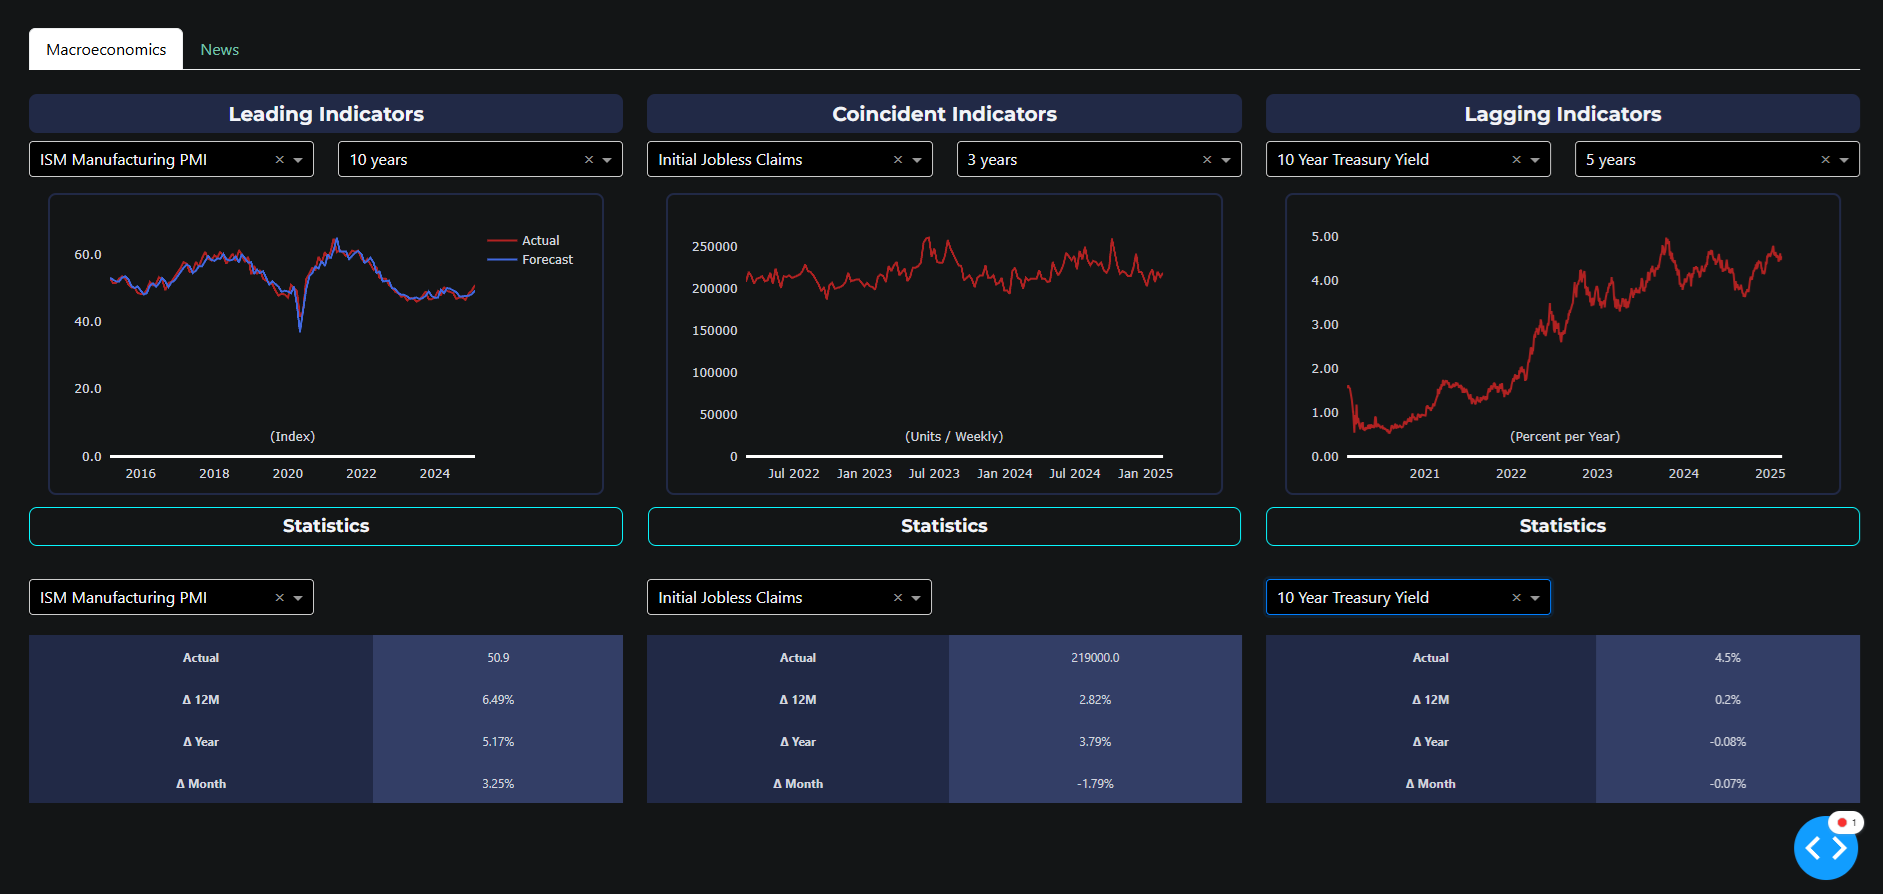 Macroeconomics News
Leading Indicators
ISM Manufacturing PMI × 10 years ×
Actual
Forecast
60.0
40.0
20.0
0.0
(Index)
2016 2018 2020 2022 2024
Statistics
ISM Manufacturing PMI ×
Actual 50.9
Δ 12M 6.49%
Δ Year 5.17%
Δ Month 3.25%
Coincident Indicators
Initial Jobless Claims × 3 years ×
250000
200000
150000
100000
50000
0
(Units / Weekly)
Jul 2022 Jan 2023 Jul 2023 Jan 2024 Jul 2024 Jan 2025
Statistics
Initial Jobless Claims ×
Actual 219000.0
Δ 12M 2.82%
Δ Year 3.79%
Δ Month -1.79%
Lagging Indicators
10 Year Treasury Yield × 5 years ×
5.00
4.00
3.00
2.00
1.00
0.00
(Percent per Year)
2021 2022 2023 2024 2025
Statistics
10 Year Treasury Yield ×
Actual 4.5%
Δ 12M 0.2%
Δ Year -0.08%
Δ Month -0.07%
1